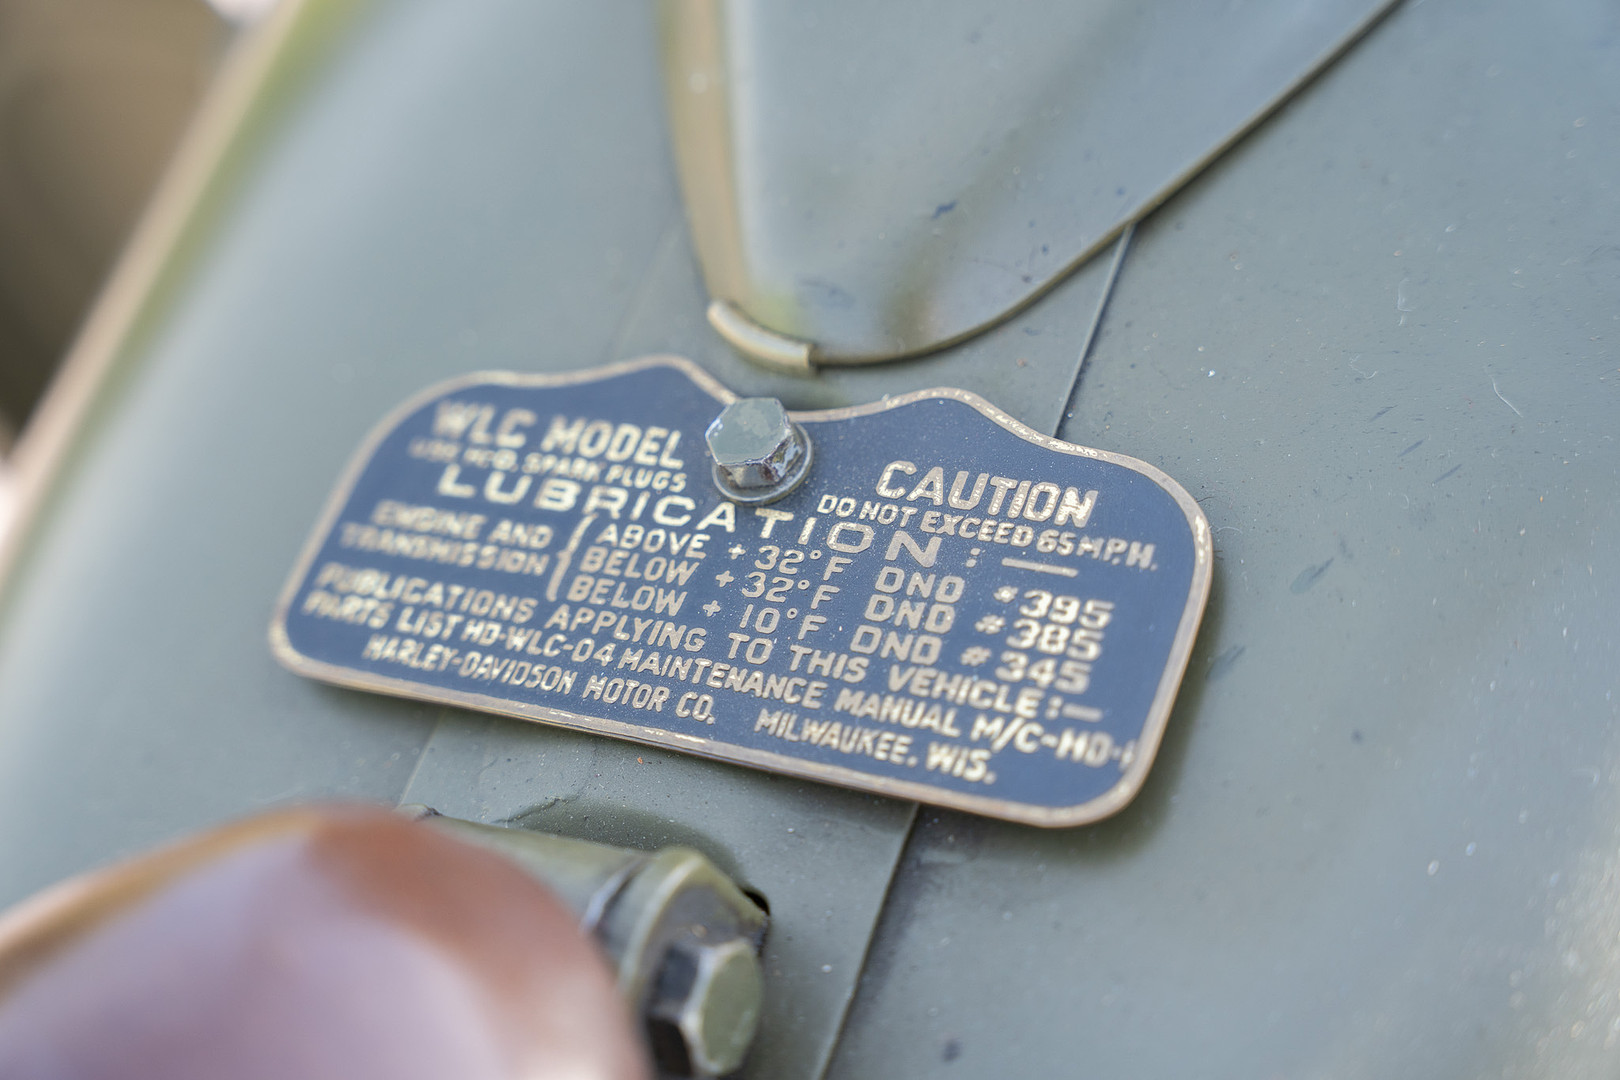 WLC MODEL
SPARK PLUGS
CAUTION
DO NOT EXCEED 65 M.P.H.
LUBRICATION:—
ENGINE AND
TRANSMISSION
ABOVE + 32°F DND #395
BELOW + 32°F DND #385
BELOW + 10°F DND #345
PUBLICATIONS APPLYING TO THIS VEHICLE:—
PARTS LIST HD-WLC-04 MAINTENANCE MANUAL M/C-HD-
HARLEY-DAVIDSON MOTOR CO. MILWAUKEE. WIS.